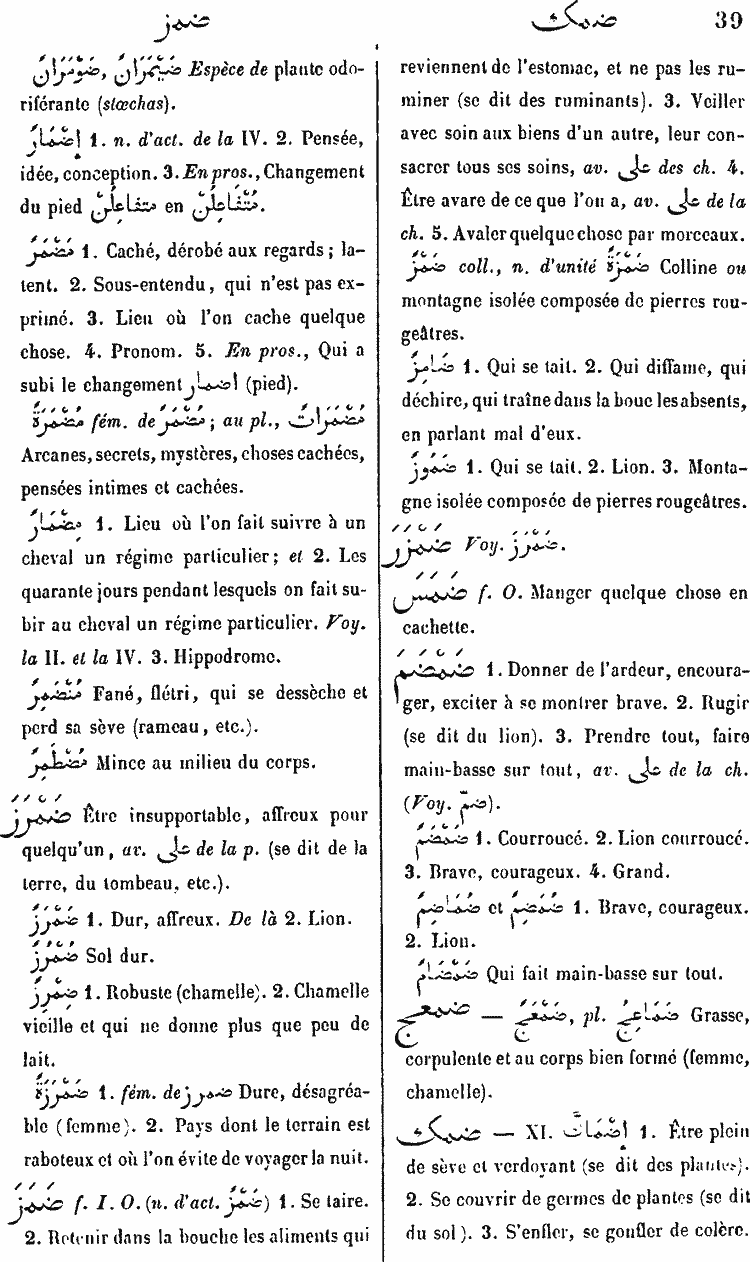 ضمز
ضمك 39
ضَيْمُرَانٌ, ضَوْمَرَانٌ Espèce de plante odo-
riférante (stœchas).
إِضْمَارٌ 1. n. d'act. de la IV. 2. Pensée,
idée, conception. 3. En pros., Changement
du pied مُتَفَاعِلُنْ en مُتْفَاعِلُنْ.
مُضْمَرٌ 1. Caché, dérobé aux regards; la-
tent. 2. Sous-entendu, qui n'est pas ex-
primé. 3. Lieu où l'on cache quelque
chose. 4. Pronom. 5. En pros., Qui a
subi le changement اضمار (pied).
مُضْمَرَةٌ fém. de مُضْمَرٌ; au pl., مُضْمَرَاتٌ
Arcanes, secrets, mystères, choses cachées,
pensées intimes et cachées.
مِضْمَارٌ 1. Lieu où l'on fait suivre à un
cheval un régime particulier; et 2. Les
quarante jours pendant lesquels on fait su-
bir au cheval un régime particulier. Voy.
la II. et la IV. 3. Hippodrome.
مُنْضَمِرٌ Fané, flétri, qui se dessèche et
perd sa sève (rameau, etc.).
مُضْطَمِرٌ Mince au milieu du corps.
ضَمْرَزَ Être insupportable, affreux pour
quelqu'un, av. على de la p. (se dit de la
terre, du tombeau, etc.).
ضَمْرَزٌ 1. Dur, affreux. De là 2. Lion.
ضَمْرَزٌ Sol dur.
ضِمْرِزٌ 1. Robuste (chamelle). 2. Chamelle
vieille et qui ne donne plus que peu de
lait.
ضَمْرَزَةٌ 1. fém. de ضمرز Dure, désagréa-
ble (femme). 2. Pays dont le terrain est
raboteux et où l'on évite de voyager la nuit.
ضَمَزَ f. I. O. (n. d'act. ضَمْزٌ) 1. Se taire.
2. Retenir dans la bouche les aliments qui
reviennent de l'estomac, et ne pas les ru-
miner (se dit des ruminants). 3. Veiller
avec soin aux biens d'un autre, leur con-
sacrer tous ses soins, av. على des ch. 4.
Être avare de ce que l'on a, av. على de la
ch. 5. Avaler quelque chose par morceaux.
ضَمْزٌ coll., n. d'unité ضَمْزَةٌ Colline ou
montagne isolée composée de pierres rou-
geâtres.
ضَامِزٌ 1. Qui se tait. 2. Qui diffame, qui
déchire, qui traîne dans la boue les absents,
en parlant mal d'eux.
ضَمُوزٌ 1. Qui se tait. 2. Lion. 3. Monta-
gne isolée composée de pierres rougeâtres.
ضَمْزَرَ Voy. ضَمْرَزَ.
ضَمَسَ f. O. Manger quelque chose en
cachette.
ضَمْضَمَ 1. Donner de l'ardeur, encoura-
ger, exciter à se montrer brave. 2. Rugir
(se dit du lion). 3. Prendre tout, faire
main-basse sur tout, av. على de la ch.
(Voy. ضمّ).
ضَمْضَمٌ 1. Courroucé. 2. Lion courroucé.
3. Brave, courageux. 4. Grand.
ضُمَضِمٌ et ضُمَاضِمٌ 1. Brave, courageux.
2. Lion.
ضَمْضَامٌ Qui fait main-basse sur tout.
ضمعج — ضَمْعَجٌ, pl. ضَمَاعِجُ Grasse,
corpulente et au corps bien formé (femme,
chamelle).
ضمك — XI. إِضْمَاكَّ 1. Être plein
de sève et verdoyant (se dit des plantes).
2. Se couvrir de germes de plantes (se dit
du sol). 3. S'enfler, se gonfler de colère.